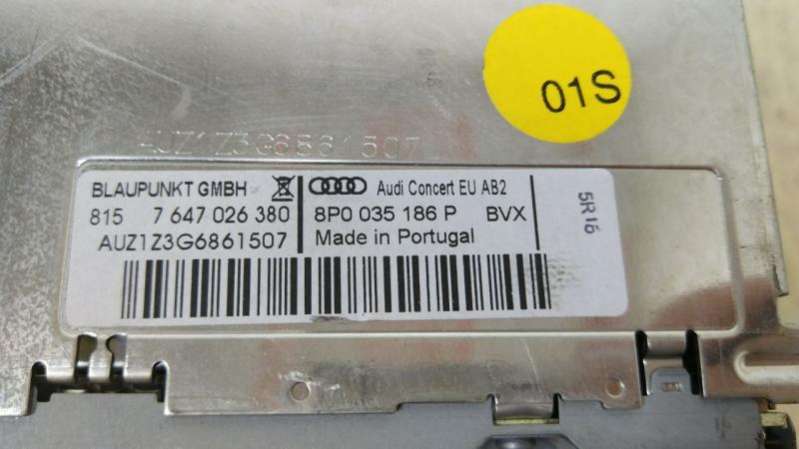 01S
AUZ1Z3G6861507
BLAUPUNKT GMBH
Audi Concert EU AB2
815 7 647 026 380
8P0 035 186 P BVX
AUZ1Z3G6861507
Made in Portugal
5R16